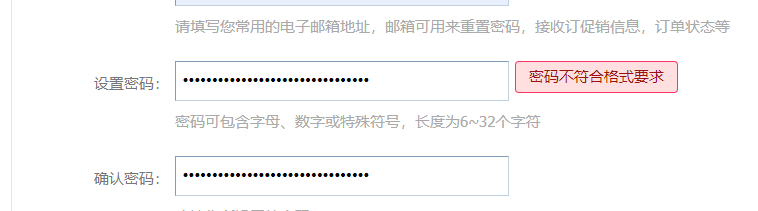 请填写您常用的电子邮箱地址，邮箱可用来重置密码，接收订促销信息，订单状态等
设置密码： •••••••••••••••••••••••••••••••• 密码不符合格式要求
密码可包含字母、数字或特殊符号，长度为6~32个字符
确认密码： ••••••••••••••••••••••••••••••••